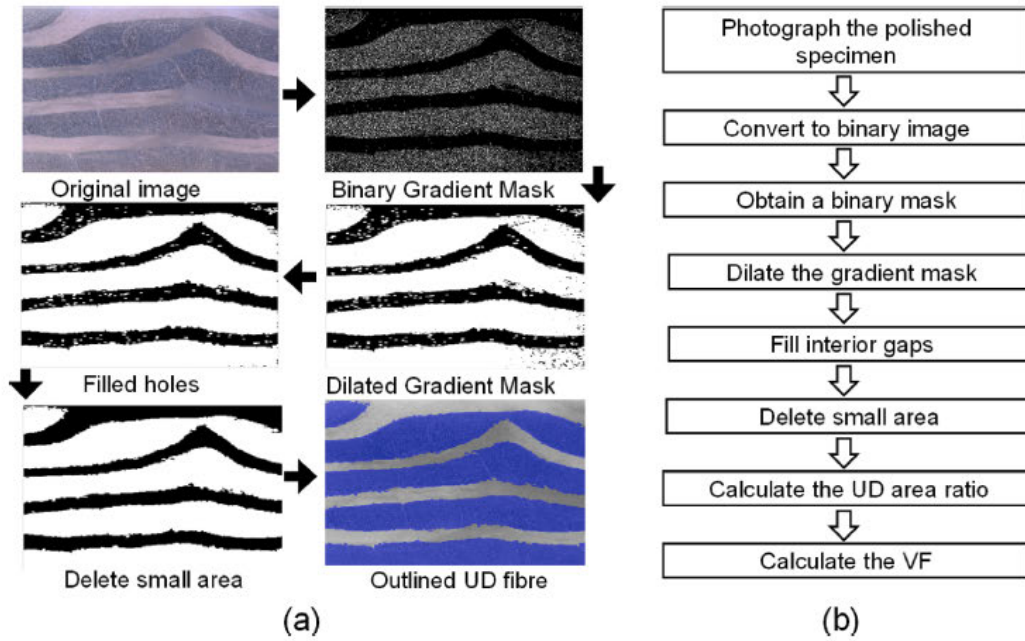 Original image
Binary Gradient Mask
Filled holes
Dilated Gradient Mask
Delete small area
Outlined UD fibre
(a)
Photograph the polished
specimen
Convert to binary image
Obtain a binary mask
Dilate the gradient mask
Fill interior gaps
Delete small area
Calculate the UD area ratio
Calculate the VF
(b)